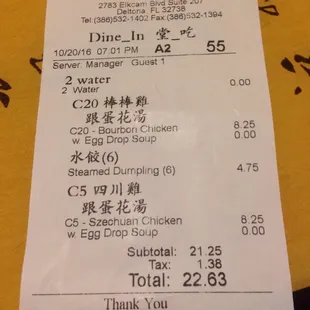 2783 Elkcam Blvd Suite 207
Deltona, FL 32738
Tel:(386)532-1402 Fax:(386)532-1394
Dine_In 堂_吃
10/20/16 07:01 PM A2 55
Server: Manager Guest 1
2 water 0.00
2 Water
C20 棒棒雞
跟蛋花湯
C20 - Bourbon Chicken 8.25
w. Egg Drop Soup 0.00
水餃(6)
Steamed Dumpling (6) 4.75
C5 四川雞
跟蛋花湯
C5 - Szechuan Chicken 8.25
w. Egg Drop Soup 0.00
Subtotal: 21.25
Tax: 1.38
Total: 22.63
Thank You